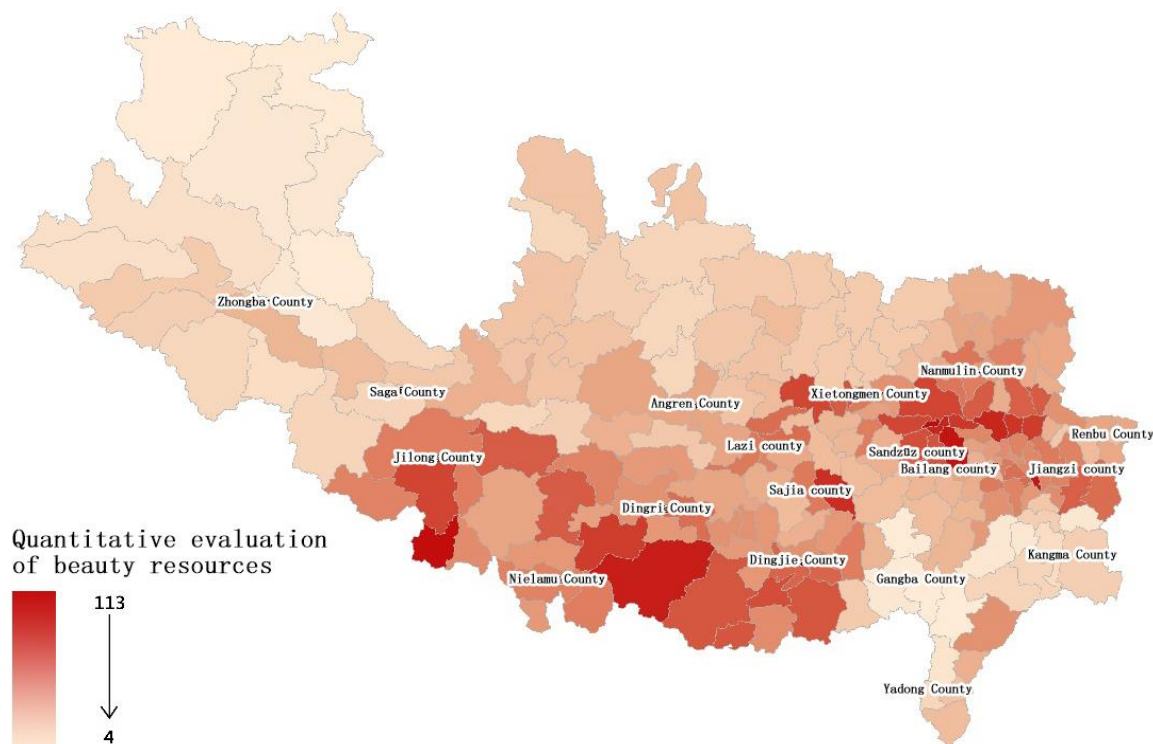 Zhongba County
Nanmulin County
Saga County
Xietongmen County
Angren County
Renbu County
Lazi county
Jilong County
Bailang county
Jiangzi county
Sajia county
Dingri County
Quantitative evaluation
of beauty resources
Kangma County
Dingjie County
Nielamu County
Gangba County
113
Yadong County
4